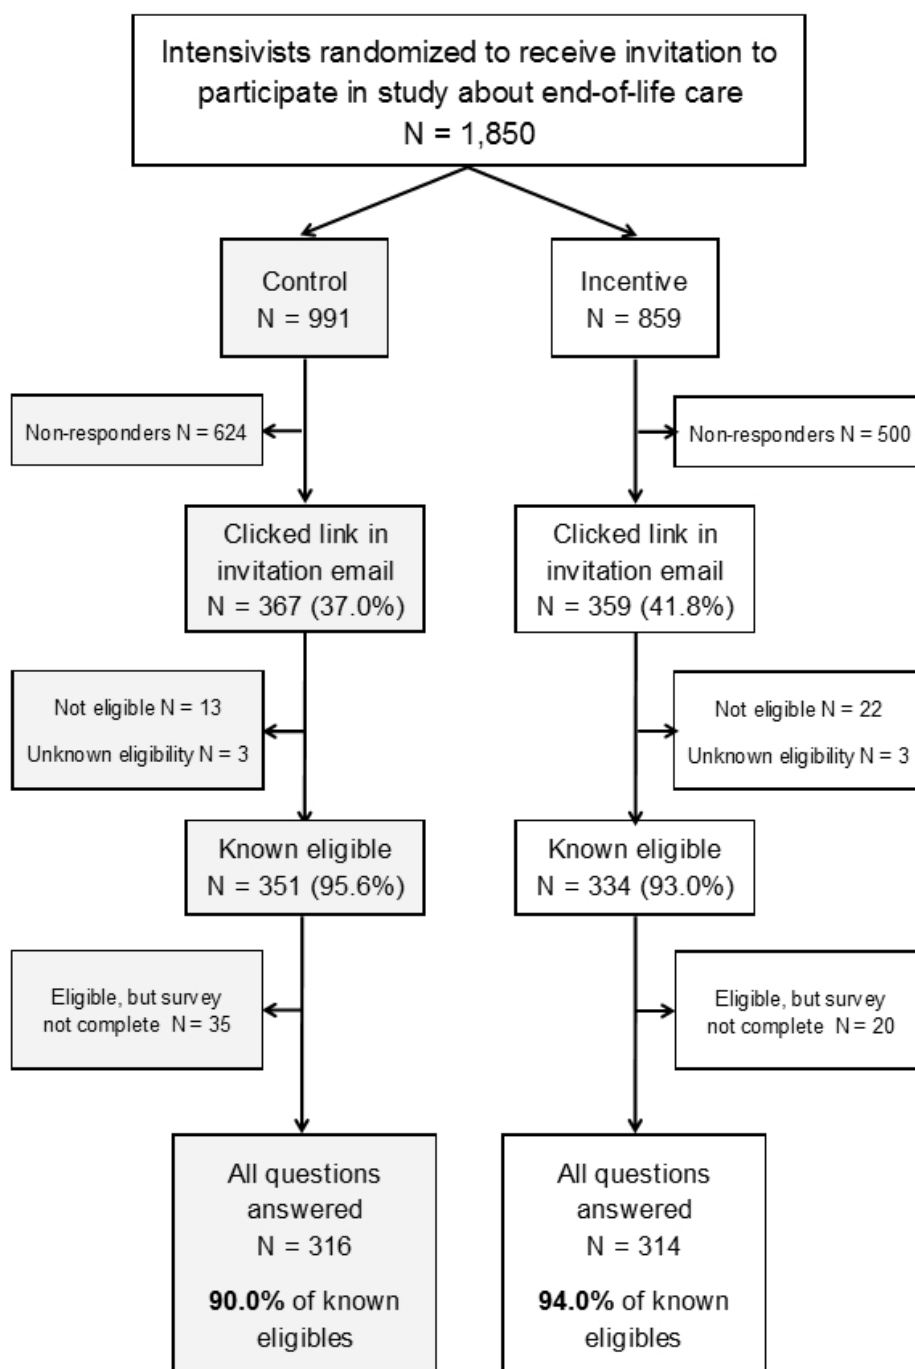 Intensivists randomized to receive invitation to
participate in study about end-of-life care
N = 1,850
Control
N = 991
Incentive
N = 859
Non-responders N = 624
Non-responders N = 500
Clicked link in
invitation email
N = 367 (37.0%)
Clicked link in
invitation email
N = 359 (41.8%)
Not eligible N = 13
Unknown eligibility N = 3
Not eligible N = 22
Unknown eligibility N = 3
Known eligible
N = 351 (95.6%)
Known eligible
N = 334 (93.0%)
Eligible, but survey
not complete N = 35
Eligible, but survey
not complete N = 20
All questions
answered
N = 316
90.0% of known
eligibles
All questions
answered
N = 314
94.0% of known
eligibles